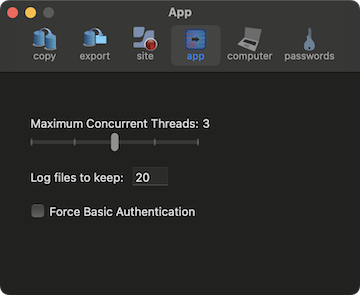 App
copy export site app computer passwords
Maximum Concurrent Threads: 3
Log files to keep: 20
Force Basic Authentication